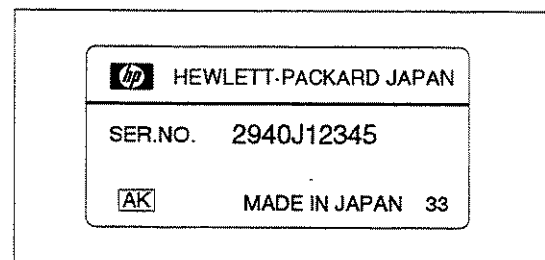 hp HEWLETT·PACKARD JAPAN
SER.NO. 2940J12345
AK MADE IN JAPAN 33